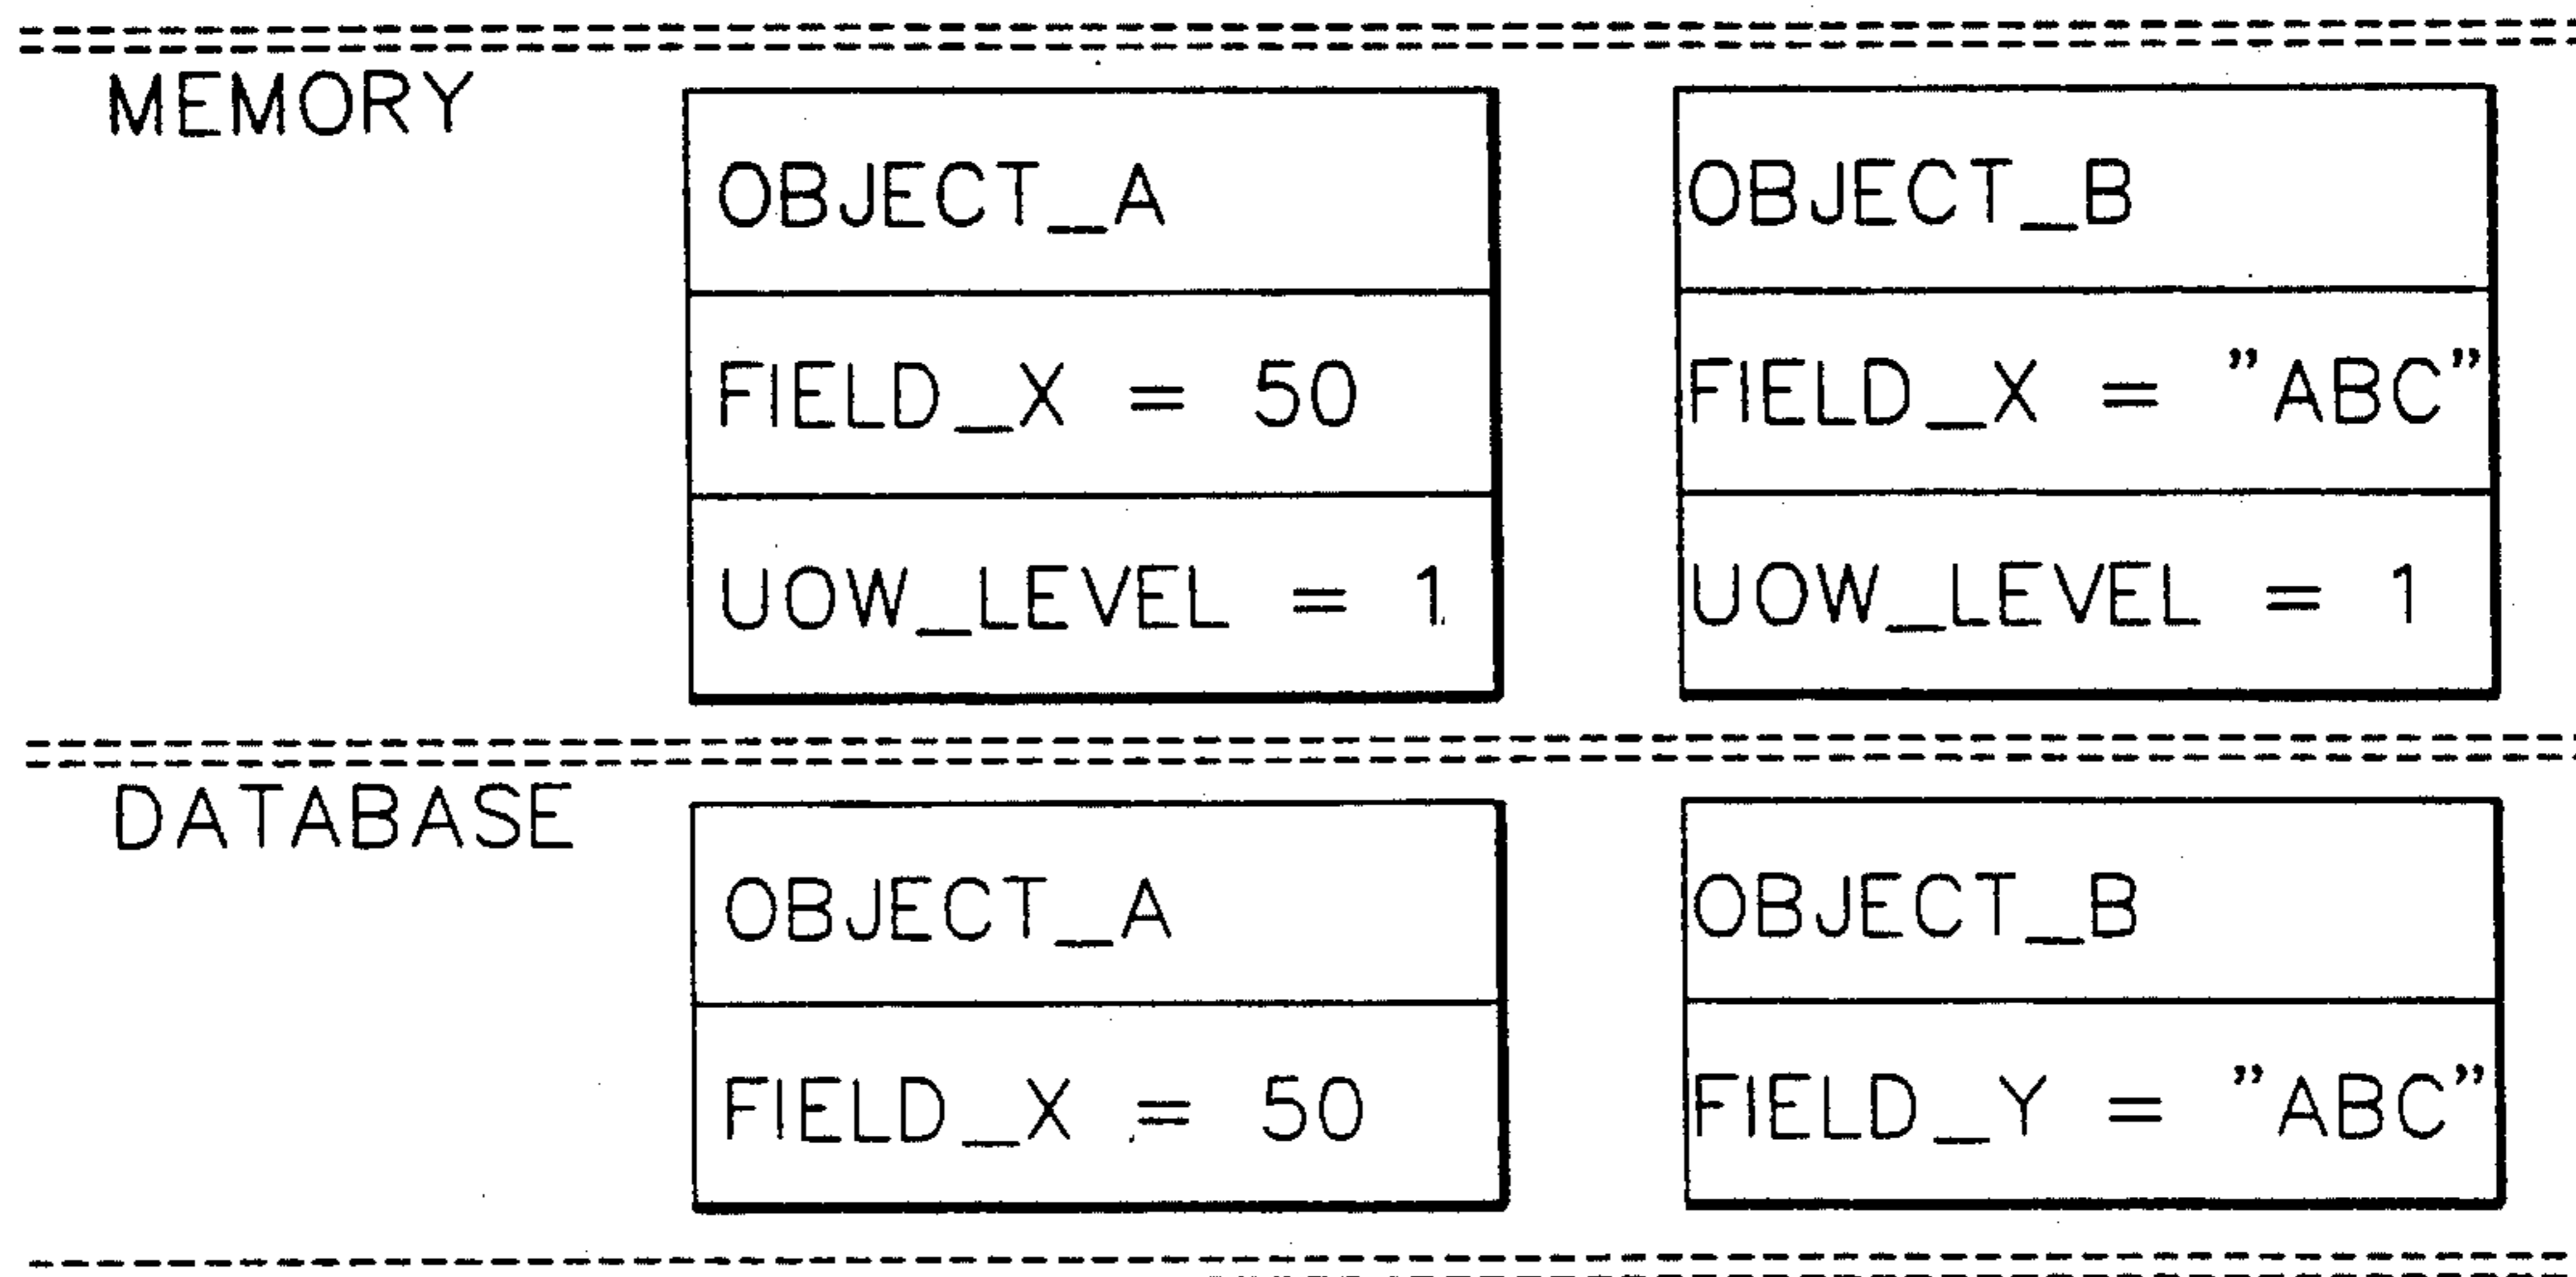 MEMORY
OBJECT_A
FIELD_X = 50
UOW_LEVEL = 1
OBJECT_B
FIELD_X = "ABC"
UOW_LEVEL = 1
DATABASE
OBJECT_A
FIELD_X = 50
OBJECT_B
FIELD_Y = "ABC"